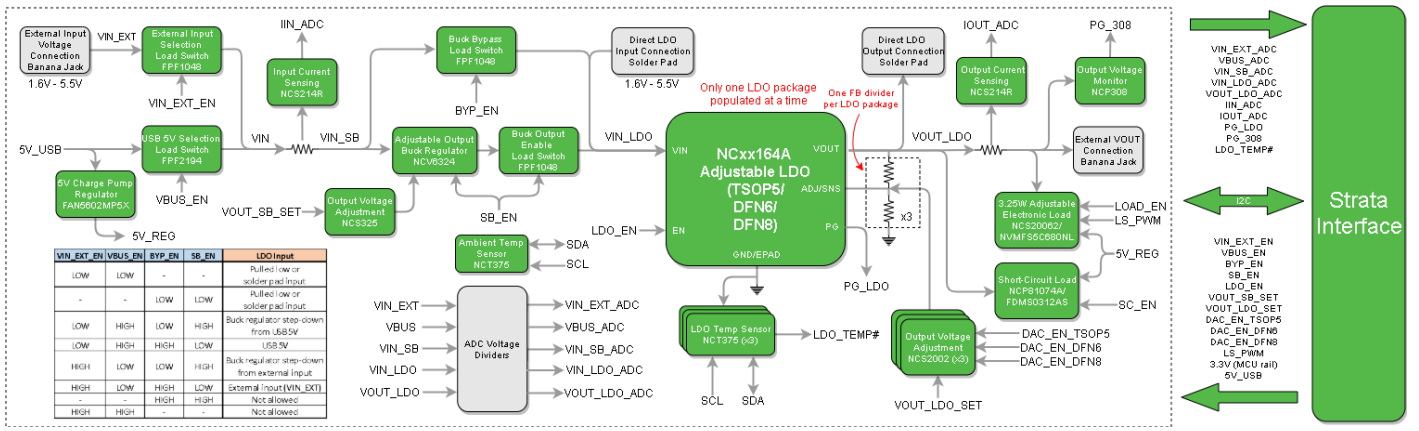 External Input
Voltage
Connection
Banana Jack
1.6V - 5.5V
VIN_EXT
External Input
Selection
Load Switch
FPF1048
VIN_EXT_EN
5V_USB
USB 5V Selection
Load Switch
FPF2194
VBUS_EN
5V Charge Pump
Regulator
FAN5602MP5X
5V_REG
VIN
IIN_ADC
Input Current
Sensing
NCS214R
VIN_SB
Buck Bypass
Load Switch
FPF1048
BYP_EN
Adjustable Output
Buck Regulator
NCV6324
Buck Output
Enable
Load Switch
FPF1048
SB_EN
VOUT_SB_SET
Output Voltage
Adjustment
NCS325
Direct LDO
Input Connection
Solder Pad
1.6V - 5.5V
VIN_LDO
Only one LDO package
populated at a time
One FB divider
per LDO package
NCxx164A
Adjustable LDO
(TSOP5/
DFN6/
DFN8)
VIN
EN
VOUT
ADJ/SNS
PG
GND/EPAD
LDO_EN
x3
PG_LDO
Direct LDO
Output Connection
Solder Pad
VOUT_LDO
IOUT_ADC
Output Current
Sensing
NCS214R
PG_308
Output Voltage
Monitor
NCP308
External VOUT
Connection
Banana Jack
3.25W Adjustable
Electronic Load
NCS20062/
NVMFS5C680NL
LOAD_EN
LS_PWM
5V_REG
Short-Circuit Load
NCP81074A/
FDMS0312AS
SC_EN
Ambient Temp
Sensor
NCT375
SDA
SCL
ADC Voltage
Dividers
VIN_EXT
VBUS
VIN_SB
VIN_LDO
VOUT_LDO
VIN_EXT_ADC
VBUS_ADC
VIN_SB_ADC
VIN_LDO_ADC
VOUT_LDO_ADC
LDO Temp Sensor
NCT375 (x3)
LDO_TEMP#
SCL
SDA
Output Voltage
Adjustment
NCS2002 (x3)
DAC_EN_TSOP5
DAC_EN_DFN6
DAC_EN_DFN8
VOUT_LDO_SET
VIN_EXT_EN VBUS_EN BYP_EN SB_EN LDO Input
LOW LOW - - Pulled low or solder pad input
- - LOW LOW Pulled low or solder pad input
LOW HIGH LOW HIGH Buck regulator step-down from USB 5V
LOW HIGH HIGH LOW USB 5V
HIGH LOW LOW HIGH Buck regulator step-down from external input
HIGH LOW HIGH LOW External input (VIN_EXT)
- - HIGH HIGH Not allowed
HIGH HIGH - - Not allowed
VIN_EXT_ADC
VBUS_ADC
VIN_SB_ADC
VIN_LDO_ADC
VOUT_LDO_ADC
IIN_ADC
IOUT_ADC
PG_LDO
PG_308
LDO_TEMP#
I2C
VIN_EXT_EN
VBUS_EN
BYP_EN
SB_EN
LDO_EN
VOUT_SB_SET
VOUT_LDO_SET
DAC_EN_TSOP5
DAC_EN_DFN6
DAC_EN_DFN8
LS_PWM
3.3V (MCU rail)
5V_USB
Strata
Interface